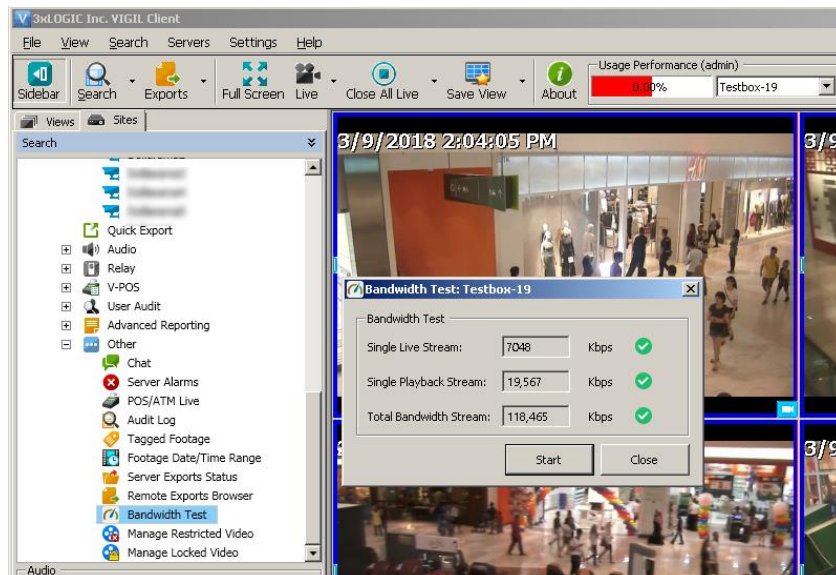 3xLOGIC Inc. VIGIL Client
File View Search Servers Settings Help
Sidebar Search Exports Full Screen Live Close All Live Save View About
Usage Performance (admin)
0.00% Testbox-19
Views Sites
Search
Quick Export
Audio
Relay
V-POS
User Audit
Advanced Reporting
Other
Chat
Server Alarms
POS/ATM Live
Audit Log
Tagged Footage
Footage Date/Time Range
Server Exports Status
Remote Exports Browser
Bandwidth Test
Manage Restricted Video
Manage Locked Video
Audio
3/9/2018 2:04:05 PM
3/9
H&M
Bandwidth Test: Testbox-19
Bandwidth Test
Single Live Stream: 7048 Kbps
Single Playback Stream: 19,567 Kbps
Total Bandwidth Stream: 118,465 Kbps
Start Close
3/9